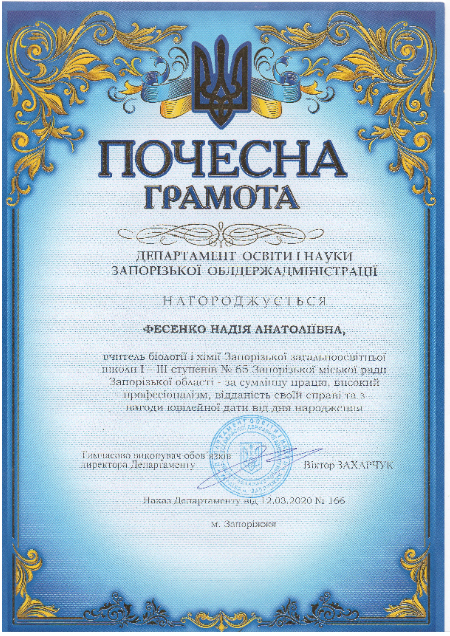 ПОЧЕСНА
ГРАМОТА
ДЕПАРТАМЕНТ ОСВІТИ І НАУКИ
ЗАПОРІЗЬКОЇ ОБЛДЕРЖАДМІНІСТРАЦІЇ
НАГОРОДЖУЄТЬСЯ
ФЕСЕНКО НАДІЯ АНАТОЛІЇВНА,
вчитель біології і хімії Запорізької загальноосвітньої
школи І – ІІІ ступенів № 65 Запорізької міської ради
Запорізької області - за сумлінну працю, високий
професіоналізм, відданість своїй справі та з
нагоди ювілейної дати від дня народження
Тимчасово виконувач обов'язків
директора Департаменту Віктор ЗАХАРЧУК
Наказ Департаменту від 12.03.2020 № 166
м. Запоріжжя